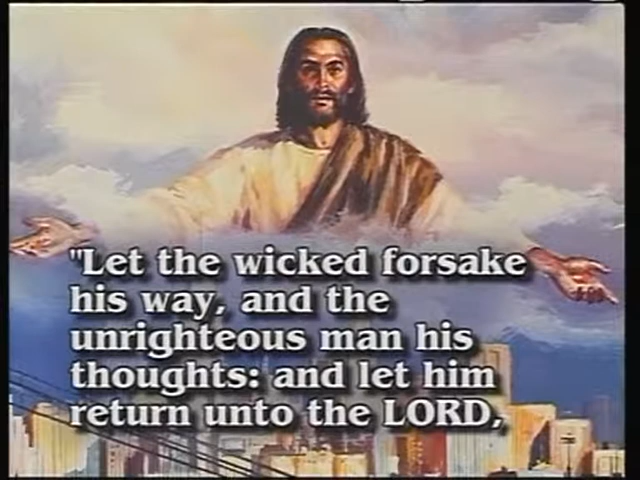 "Let the wicked forsake
his way, and the
unrighteous man his
thoughts: and let him
return unto the LORD,